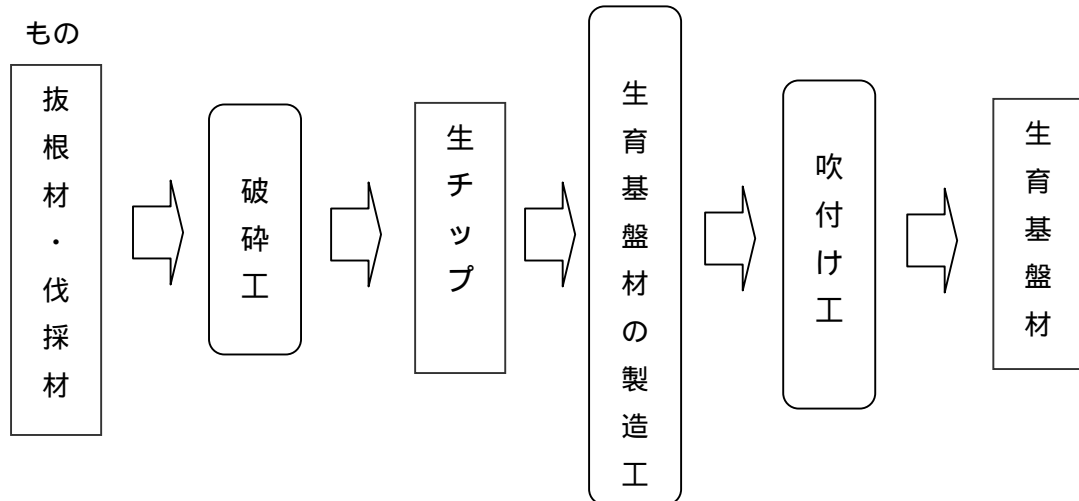 もの
抜根材・伐採材
破砕工
生チップ
生育基盤材の製造工
吹付け工
生育基盤材